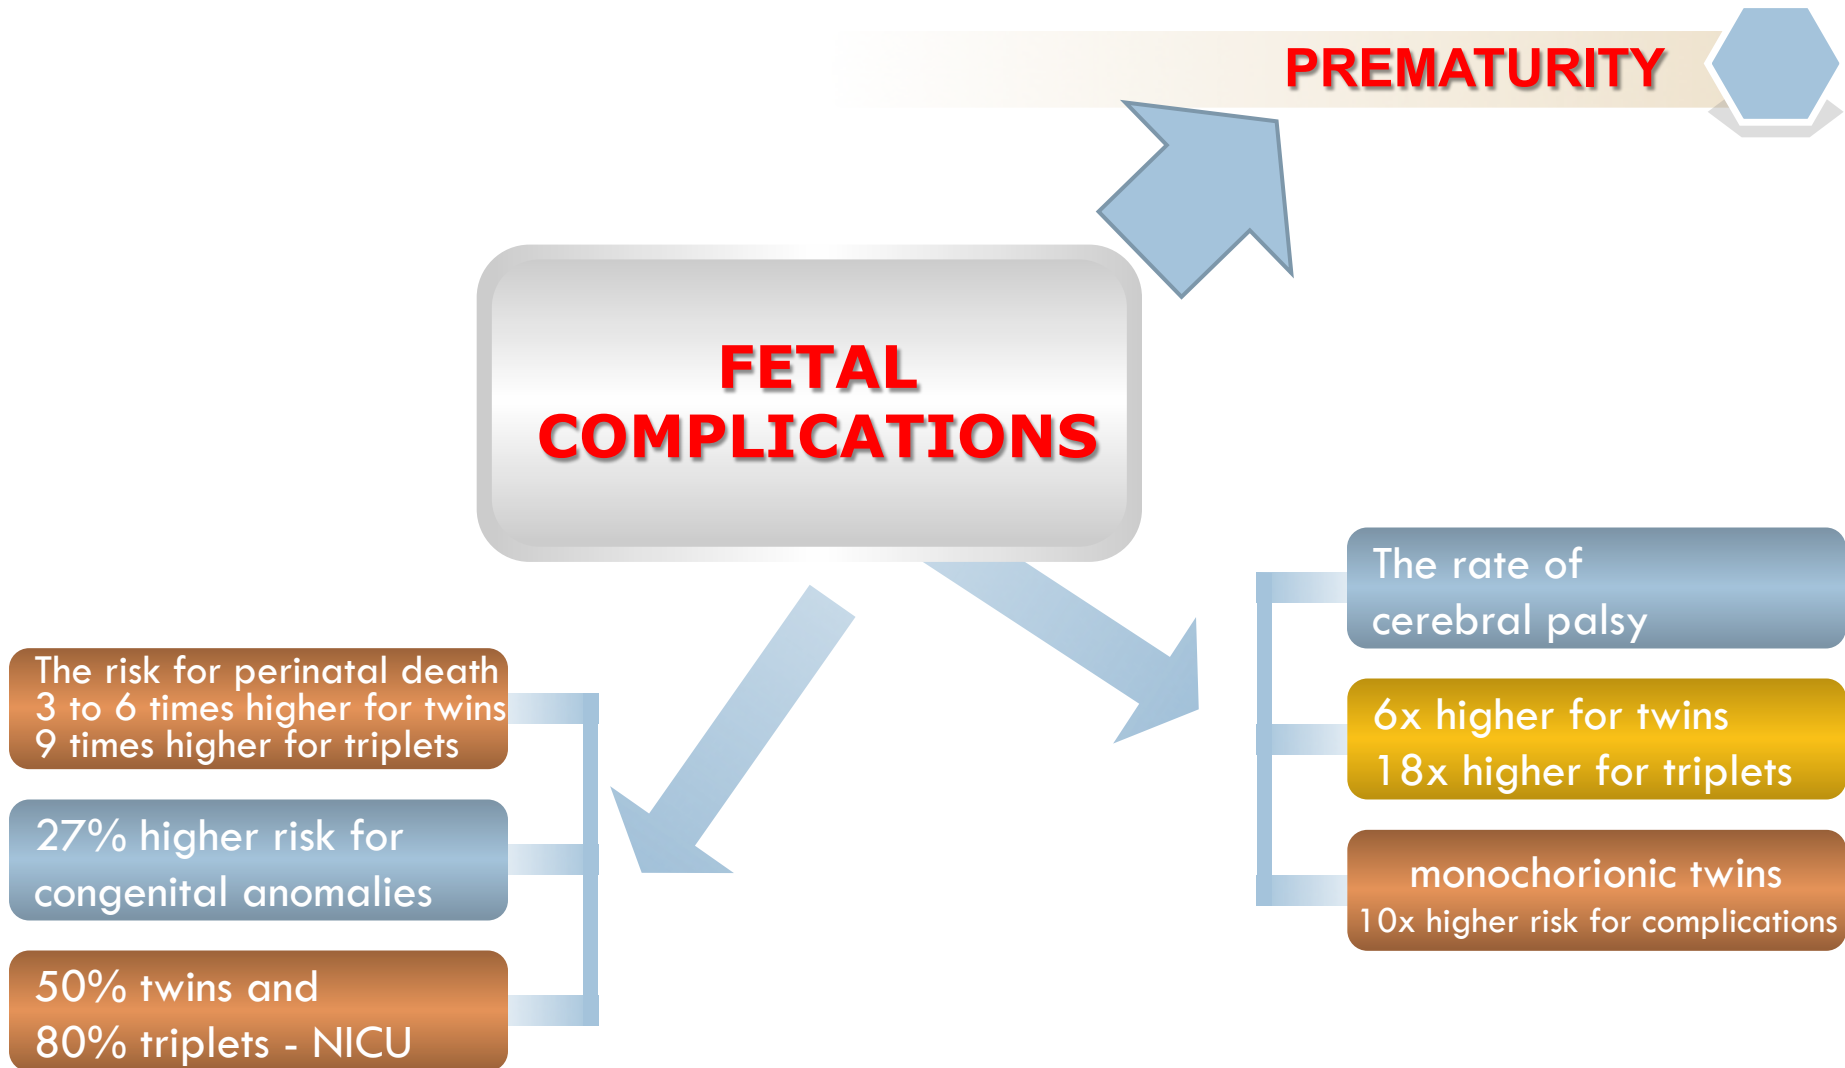 PREMATURITY
FETAL
COMPLICATIONS
The risk for perinatal death
3 to 6 times higher for twins
9 times higher for triplets
27% higher risk for
congenital anomalies
50% twins and
80% triplets - NICU
The rate of
cerebral palsy
6x higher for twins
18x higher for triplets
monochorionic twins
10x higher risk for complications